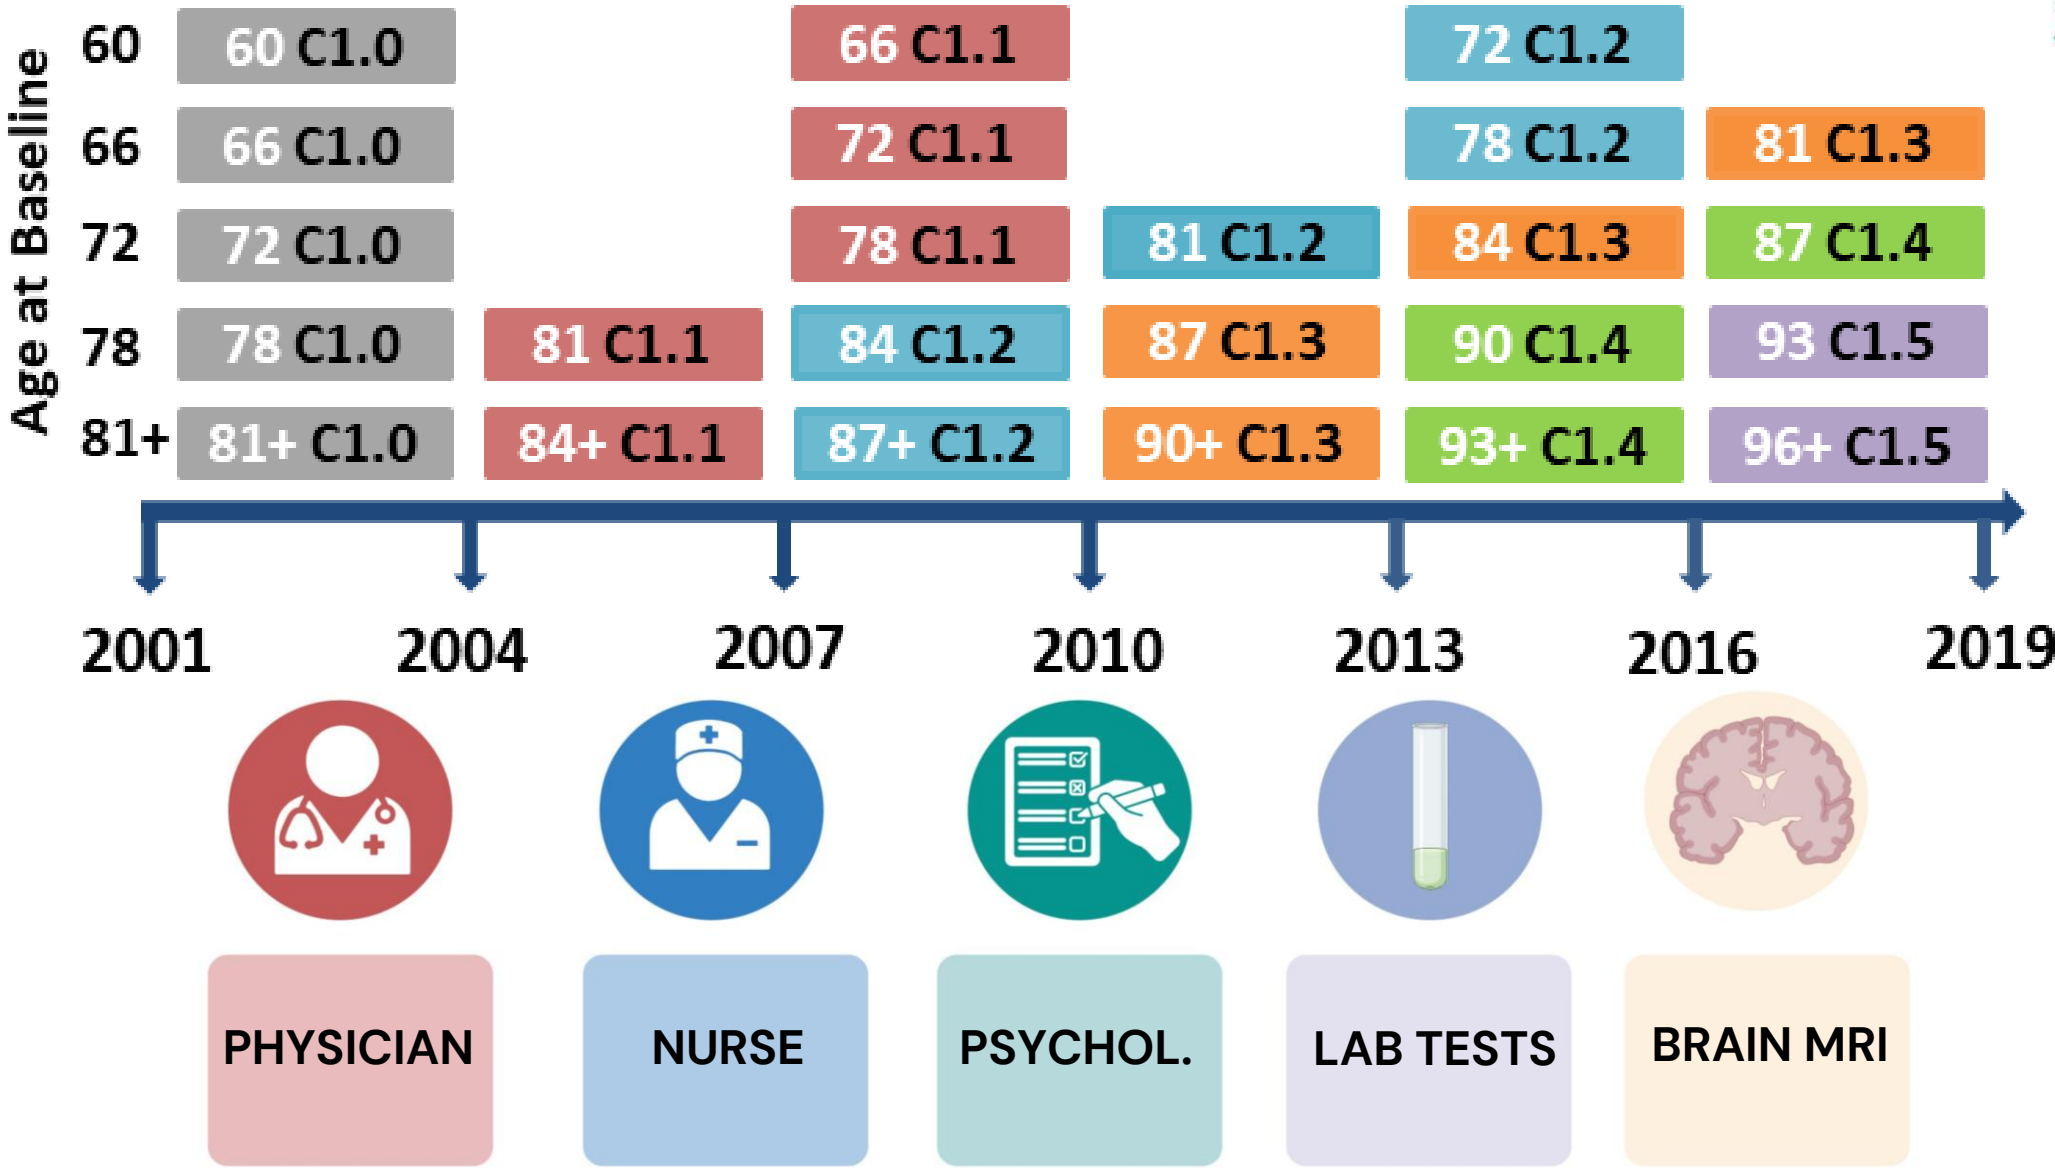 Age at Baseline
60 60 C1.0 66 C1.1 72 C1.2
66 66 C1.0 72 C1.1 78 C1.2 81 C1.3
72 72 C1.0 78 C1.1 81 C1.2 84 C1.3 87 C1.4
78 78 C1.0 81 C1.1 84 C1.2 87 C1.3 90 C1.4 93 C1.5
81+ 81+ C1.0 84+ C1.1 87+ C1.2 90+ C1.3 93+ C1.4 96+ C1.5
2001 2004 2007 2010 2013 2016 2019
PHYSICIAN NURSE PSYCHOL. LAB TESTS BRAIN MRI